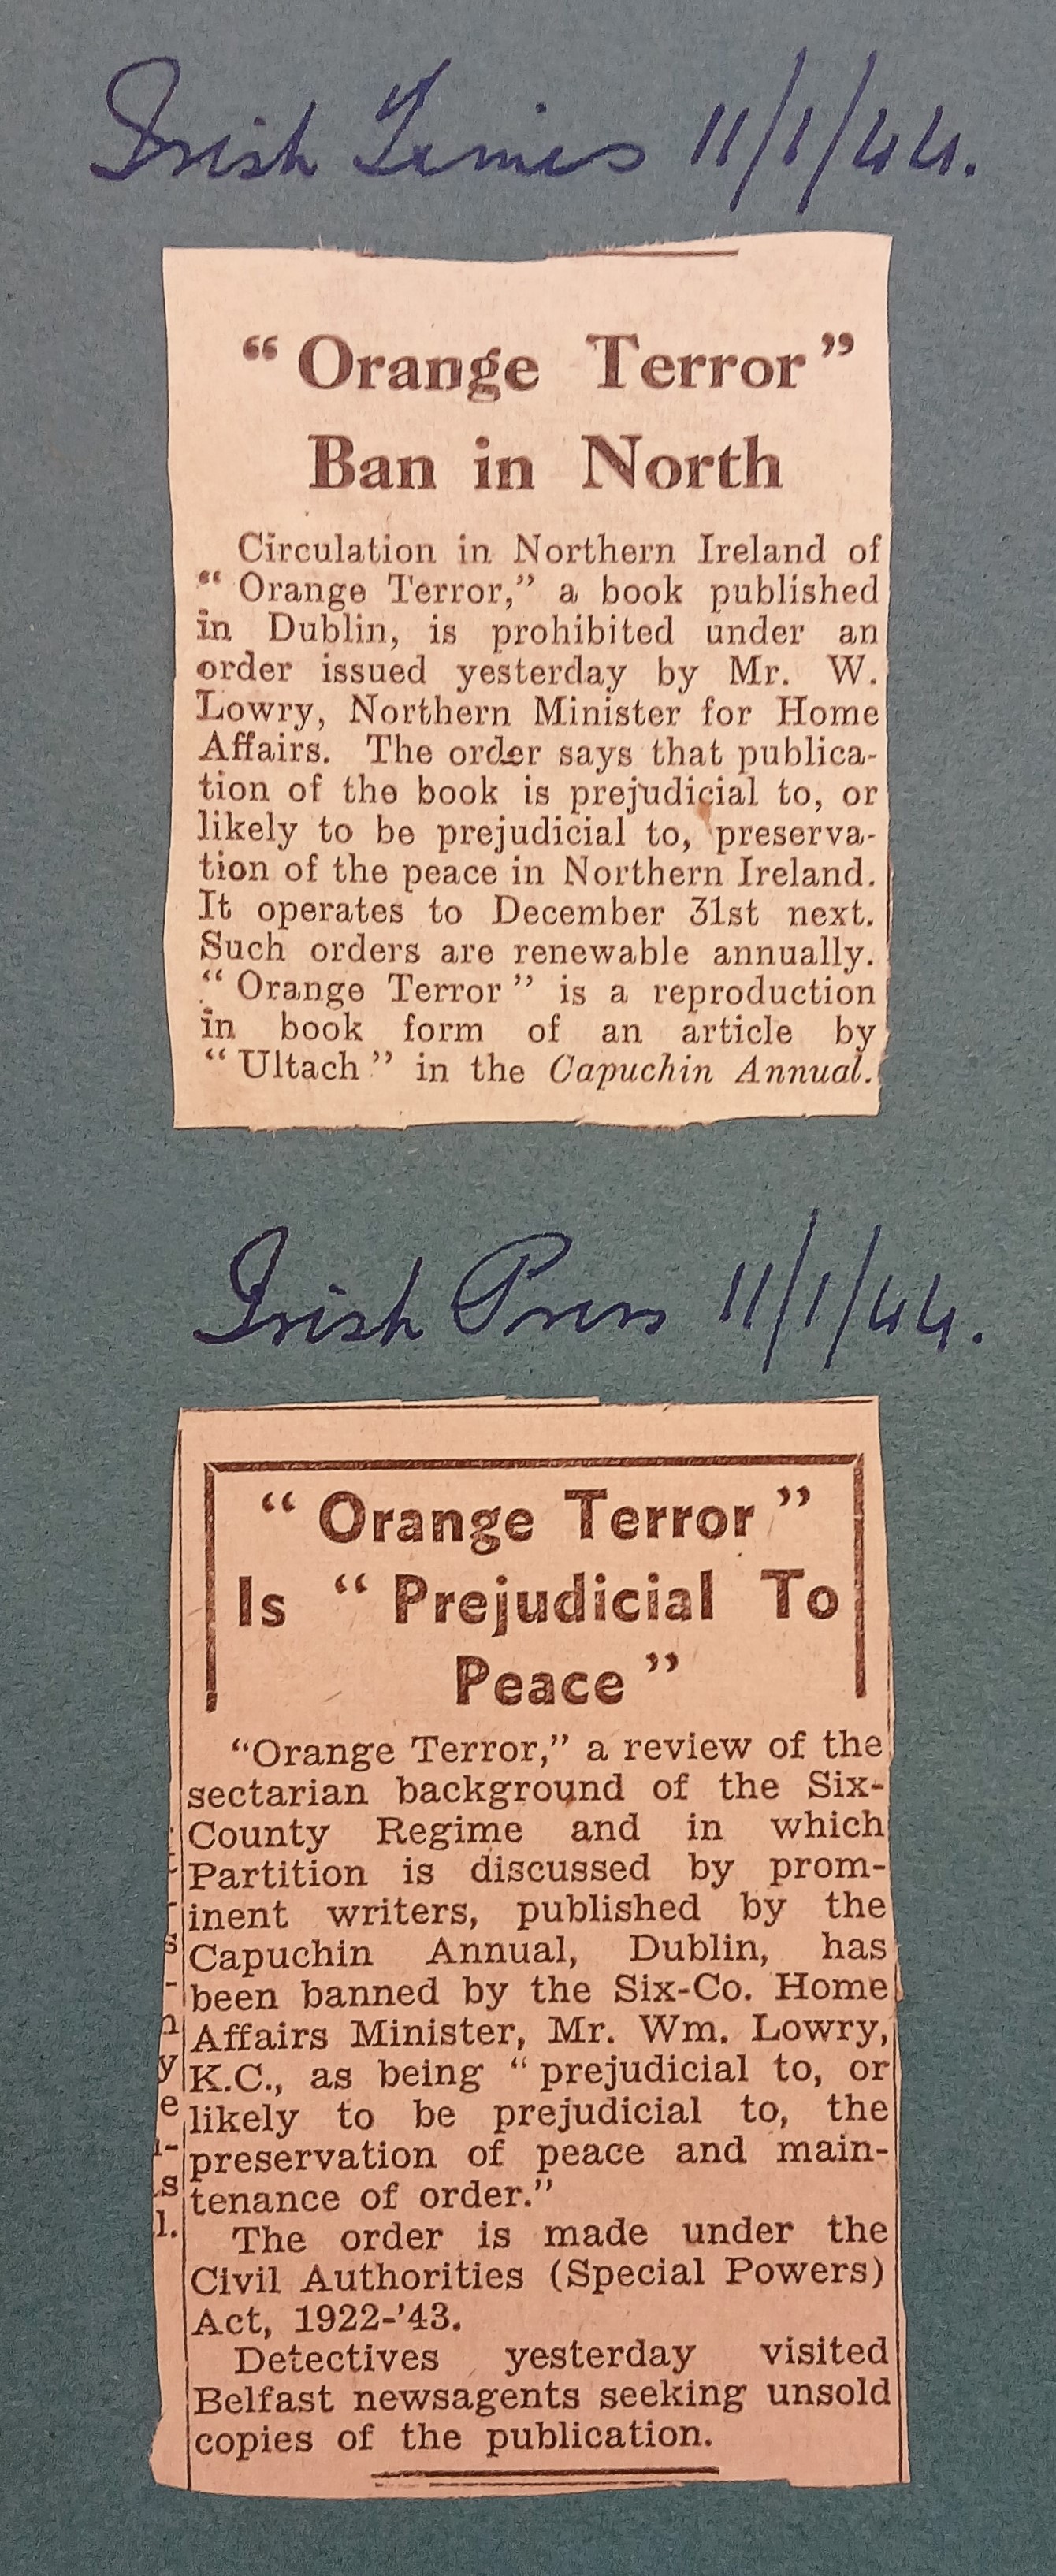 Irish Times 11/1/44.
“Orange Terror”
Ban in North
Circulation in Northern Ireland of
“Orange Terror,” a book published
in Dublin, is prohibited under an
order issued yesterday by Mr. W.
Lowry, Northern Minister for Home
Affairs. The order says that publica-
tion of the book is prejudicial to, or
likely to be prejudicial to, preserva-
tion of the peace in Northern Ireland.
It operates to December 31st next.
Such orders are renewable annually.
“Orange Terror” is a reproduction
in book form of an article by
“Ultach” in the Capuchin Annual.
Irish Press 11/1/44.
“Orange Terror”
Is “Prejudicial To
Peace”
“Orange Terror,” a review of the
sectarian background of the Six-
County Regime and in which
Partition is discussed by prom-
inent writers, published by the
Capuchin Annual, Dublin, has
been banned by the Six-Co. Home
Affairs Minister, Mr. Wm. Lowry,
K.C., as being “prejudicial to, or
likely to be prejudicial to, the
preservation of peace and main-
tenance of order.”
The order is made under the
Civil Authorities (Special Powers)
Act, 1922-’43.
Detectives yesterday visited
Belfast newsagents seeking unsold
copies of the publication.